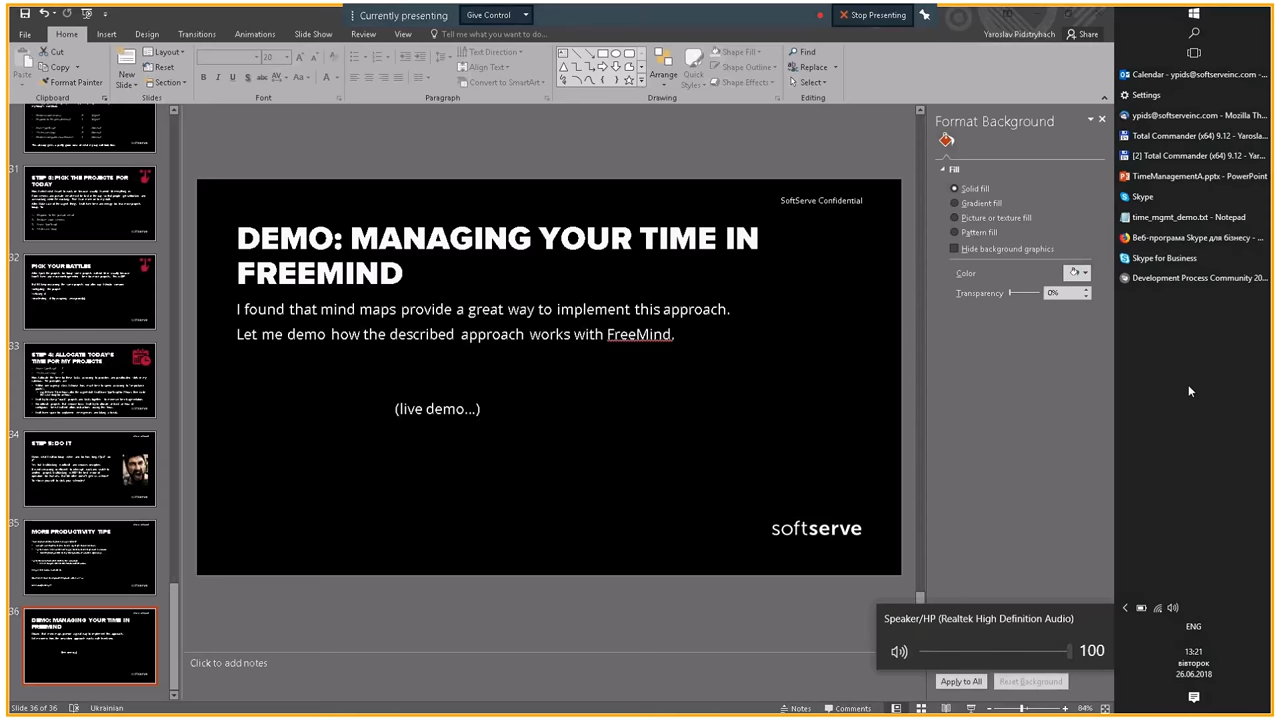 Currently presenting
Give Control
Stop Presenting
File
Home
Insert
Design
Transitions
Animations
Slide Show
Review
View
Tell me what you want to do...
Yaroslav Pidstryhach
Share
Paste
Cut
Copy
Format Painter
Clipboard
New
Slide
Layout
Reset
Section
Slides
20
Font
Text Direction
Align Text
Convert to SmartArt
Paragraph
Arrange
Quick
Styles
Shape Fill
Shape Outline
Shape Effects
Drawing
Find
Replace
Select
Editing
31
STEP 3: PICK THE PROJECTS FOR
TODAY
32
PICK YOUR BATTLES
33
STEP 4: ALLOCATE TODAY'S
TIME FOR MY PROJECTS
34
STEP 5: DO IT
35
MORE PRODUCTIVITY TIPS
36
DEMO: MANAGING YOUR TIME IN
FREEMIND
SoftServe Confidential
DEMO: MANAGING YOUR TIME IN
FREEMIND
I found that mind maps provide a great way to implement this approach.
Let me demo how the described approach works with FreeMind.
(live demo...)
softserve
Click to add notes
Format Background
Fill
Solid fill
Gradient fill
Picture or texture fill
Pattern fill
Hide background graphics
Color
Transparency
0%
Speaker/HP (Realtek High Definition Audio)
100
Apply to All
Reset Background
Calendar - ypids@softserveinc.com -...
Settings
ypids@softserveinc.com - Mozilla Th...
Total Commander (x64) 9.12 - Yarosla...
[2] Total Commander (x64) 9.12 - Yar...
TimeManagementA.pptx - PowerPoint
Skype
time_mgmt_demo.txt - Notepad
Веб-програма Skype для бізнесу - ...
Skype for Business
Development Process Community 20...
ENG
13:21
вівторок
26.06.2018
Slide 36 of 36
Ukrainian
Notes
Comments
84%